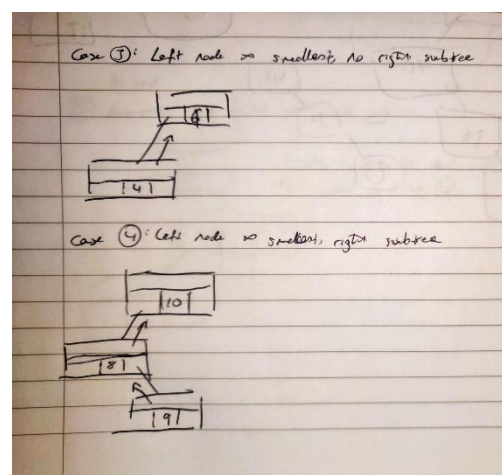 Case ③: Left node is smallest, no right subtree
6
4
Case ④: Left node is smallest, right subtree
10
8
9